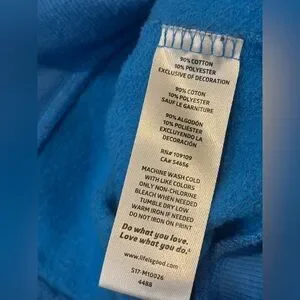 90% COTTON
10% POLYESTER
EXCLUSIVE OF DECORATION
90% COTON
10% POLYESTER
SAUF LE GARNITURE
90% ALGODÓN
10% POLIÉSTER
EXCLUYENDO LA
DECORACIÓN
RN# 109109
CA# 54656
MACHINE WASH COLD
WITH LIKE COLORS
ONLY NON-CHLORINE
BLEACH WHEN NEEDED
TUMBLE DRY LOW
WARM IRON IF NEEDED
DO NOT IRON ON PRINT
Do what you love.
Love what you do.®
www.lifeisgood.com
S17-M10026
4488